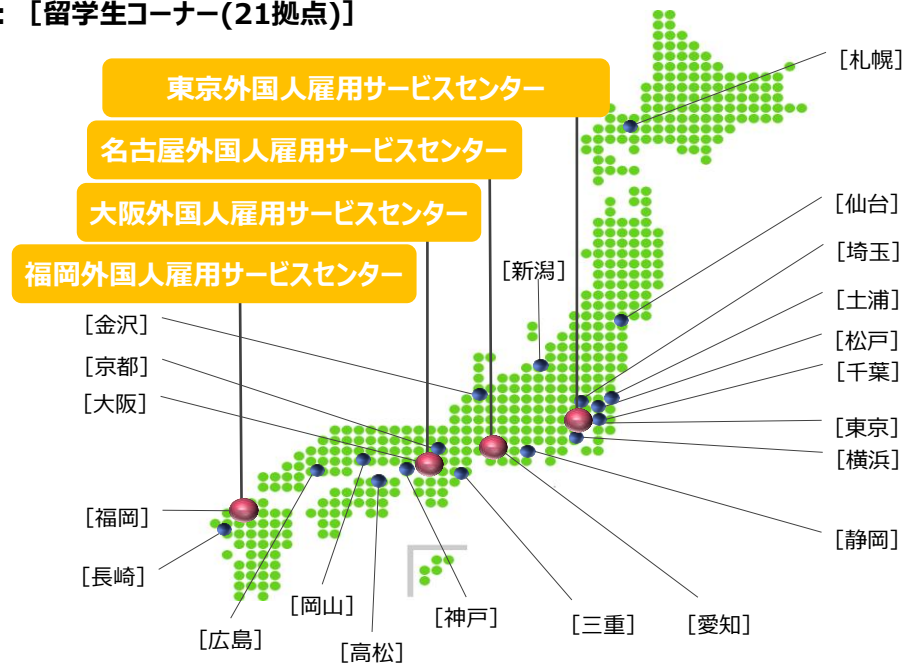 : ［留学生コーナー(21拠点)］
東京外国人雇用サービスセンター
名古屋外国人雇用サービスセンター
大阪外国人雇用サービスセンター
福岡外国人雇用サービスセンター
［札幌］
［仙台］
［埼玉］
［新潟］
［土浦］
［金沢］
［松戸］
［京都］
［千葉］
［大阪］
［東京］
［横浜］
［福岡］
［静岡］
［長崎］
［岡山］
［神戸］
［三重］
［愛知］
［広島］
［高松］